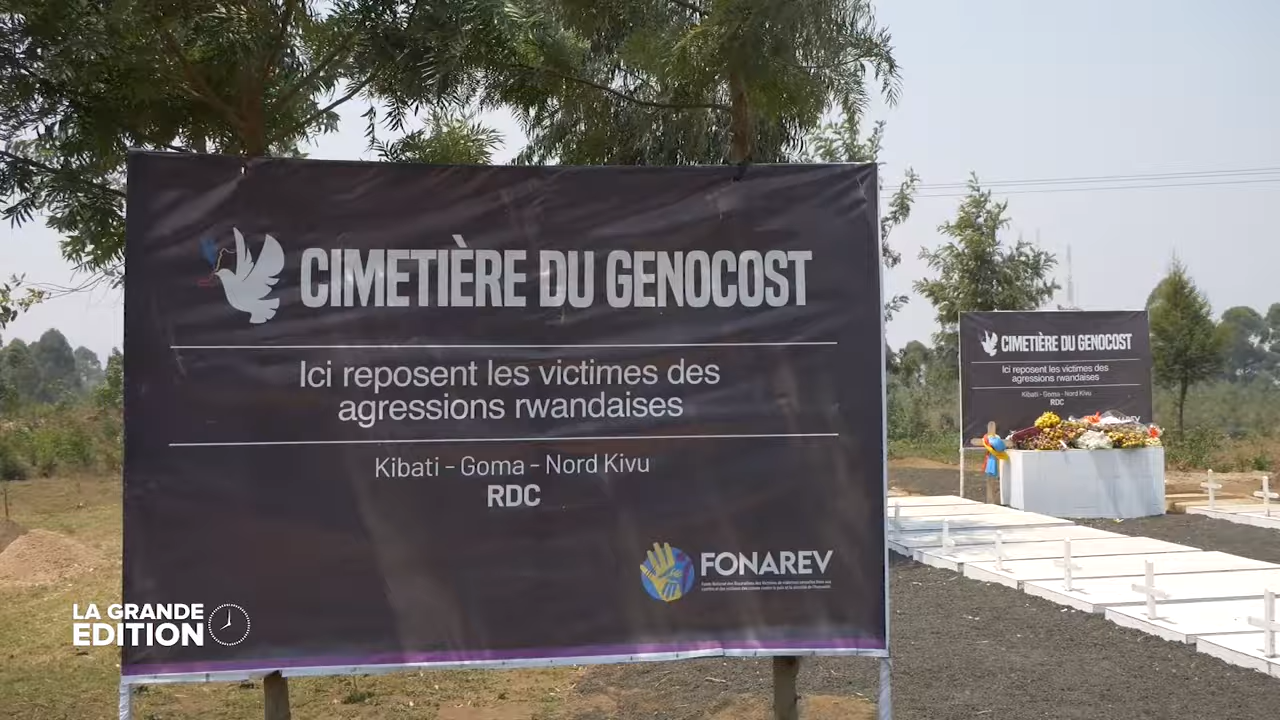 CIMETIÈRE DU GENOCOST
Ici reposent les victimes des
agressions rwandaises
Kibati - Goma - Nord Kivu
RDC
FONAREV
CIMETIÈRE DU GENOCOST
Ici reposent les victimes des
agressions rwandaises
Kibati - Goma - Nord Kivu
RDC
LA GRANDE
EDITION